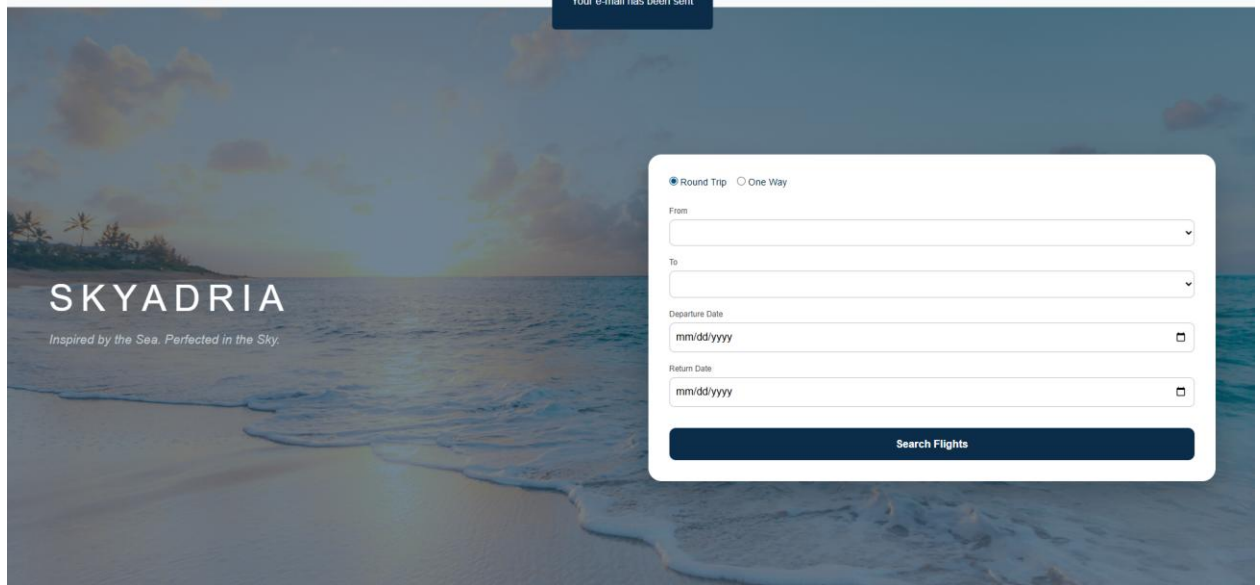 Your e-mail has been sent
Round Trip One Way
From
To
SKYADRIA
Inspired by the Sea. Perfected in the Sky.
Departure Date
mm/dd/yyyy
Return Date
mm/dd/yyyy
Search Flights